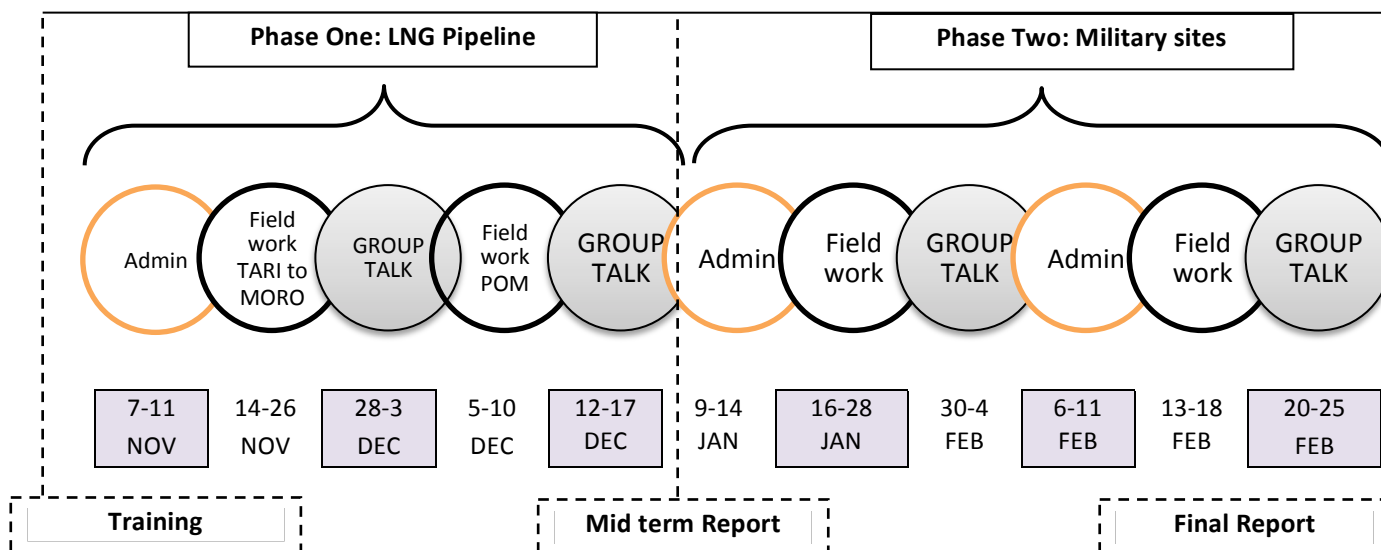 Phase One: LNG Pipeline
Phase Two: Military sites
Admin
Field
work
TARI to
MORO
GROUP
TALK
Field
work
POM
GROUP
TALK
Admin
Field
work
GROUP
TALK
Admin
Field
work
GROUP
TALK
7-11
NOV
14-26
NOV
28-3
DEC
5-10
DEC
12-17
DEC
9-14
JAN
16-28
JAN
30-4
FEB
6-11
FEB
13-18
FEB
20-25
FEB
Training
Mid term Report
Final Report